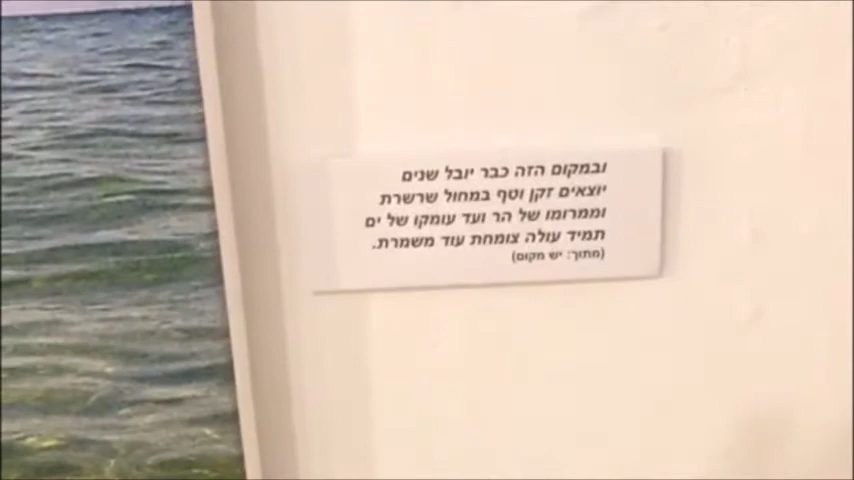 ובמקום הזה כבר יובל שנים
יוצאים זקן וטף במחול שרשרת
וממרומו של הר ועד עומקו של ים
תמיד עולה צומחת עוד משמרת.
(מתוך: יש מקום)